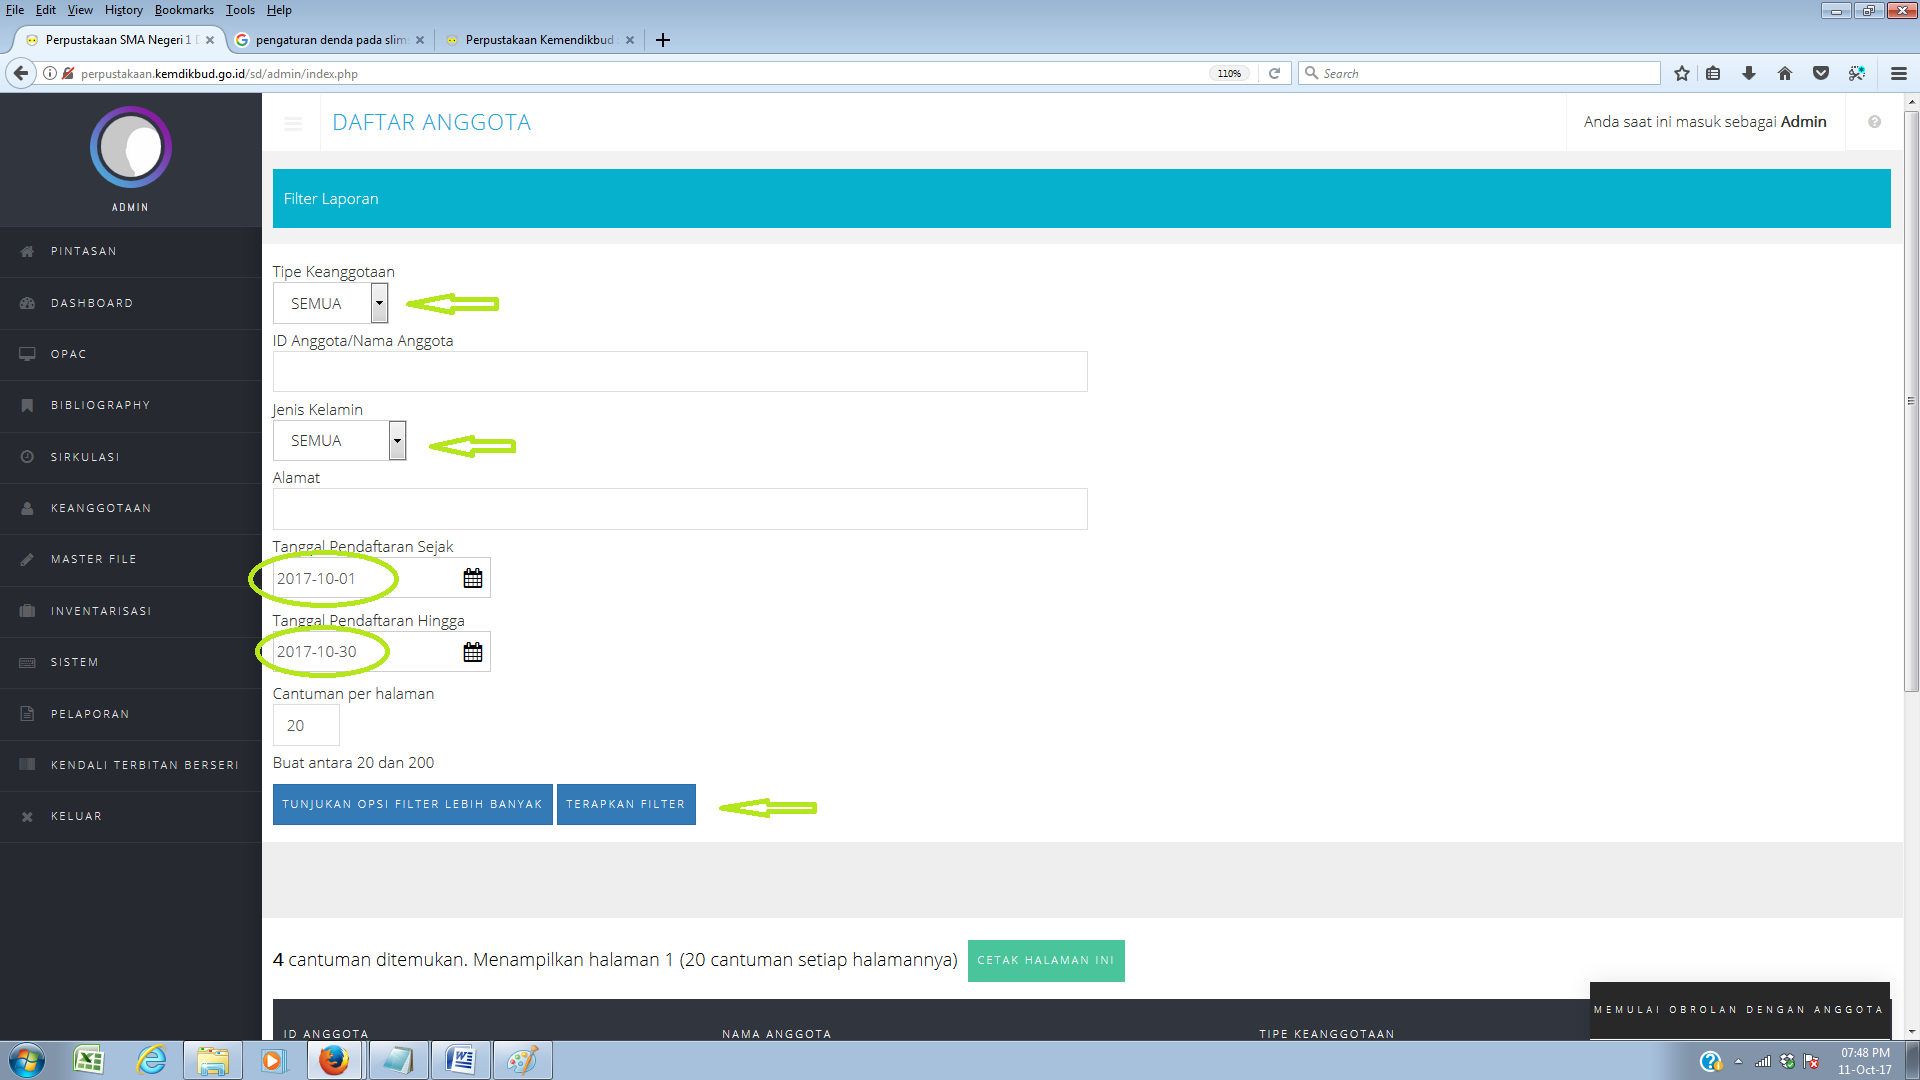 File Edit View History Bookmarks Tools Help
Perpustakaan SMA Negeri 1
pengaturan denda pada slim
Perpustakaan Kemendikbud
perpustakaan.kemdikbud.go.id/sd/admin/index.php
110%
Search
ADMIN
PINTASAN
DASHBOARD
OPAC
BIBLIOGRAPHY
SIRKULASI
KEANGGOTAAN
MASTER FILE
INVENTARISASI
SISTEM
PELAPORAN
KENDALI TERBITAN BERSERI
KELUAR
DAFTAR ANGGOTA
Anda saat ini masuk sebagai Admin
Filter Laporan
Tipe Keanggotaan
SEMUA
ID Anggota/Nama Anggota
Jenis Kelamin
SEMUA
Alamat
Tanggal Pendaftaran Sejak
2017-10-01
Tanggal Pendaftaran Hingga
2017-10-30
Cantuman per halaman
20
Buat antara 20 dan 200
TUNJUKAN OPSI FILTER LEBIH BANYAK
TERAPKAN FILTER
4 cantuman ditemukan. Menampilkan halaman 1 (20 cantuman setiap halamannya)
CETAK HALAMAN INI
ID ANGGOTA NAMA ANGGOTA TIPE KEANGGOTAAN
MEMULAI OBROLAN DENGAN ANGGOTA
07:48 PM
11-Oct-17